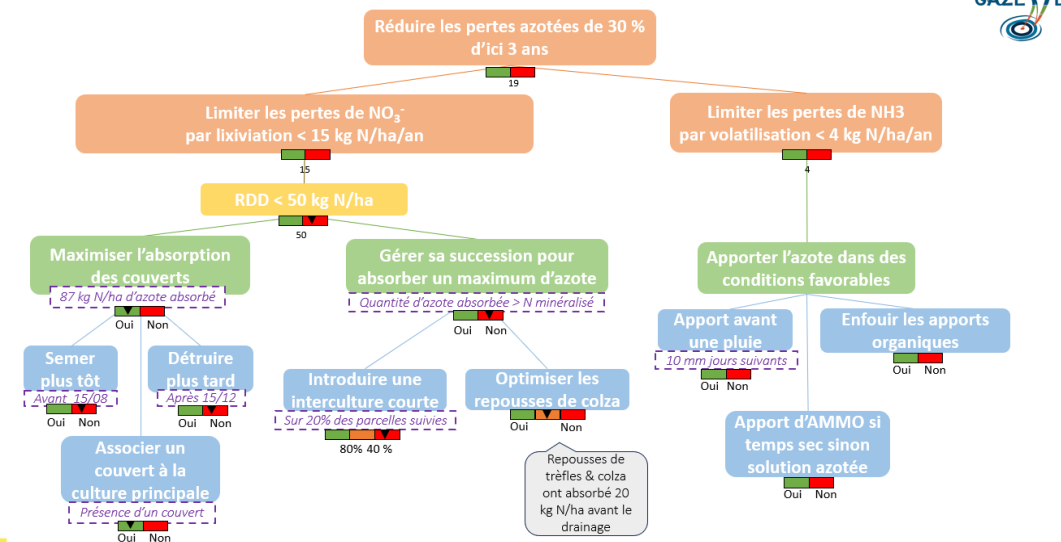 Réduire les pertes azotées de 30 %
d'ici 3 ans
19
Limiter les pertes de NO₃⁻
par lixiviation < 15 kg N/ha/an
15
Limiter les pertes de NH3
par volatilisation < 4 kg N/ha/an
4
RDD < 50 kg N/ha
50
Maximiser l'absorption
des couverts
87 kg N/ha d'azote absorbé
Oui Non
Gérer sa succession pour
absorber un maximum d'azote
Quantité d'azote absorbée > N minéralisé
Oui Non
Apporter l'azote dans des
conditions favorables
Semer
plus tôt
Avant 15/08
Oui Non
Détruire
plus tard
Après 15/12
Oui Non
Associer un
couvert à la
culture principale
Présence d'un couvert
Oui Non
Introduire une
interculture courte
Sur 20% des parcelles suivies
80% 40 %
Optimiser les
repousses de colza
Oui Non
Repousses de
trèfles & colza
ont absorbé 20
kg N/ha avant le
drainage
Apport avant
une pluie
10 mm jours suivants
Oui Non
Enfouir les apports
organiques
Oui Non
Apport d'AMMO si
temps sec sinon
solution azotée
Oui Non